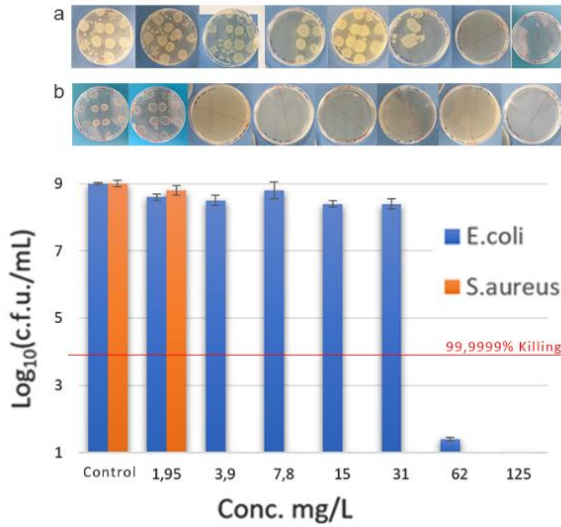 a
b
9
7
5
3
1
Log10(c.f.u./mL)
E.coli
S.aureus
99,9999% Killing
Control 1,95 3,9 7,8 15 31 62 125
Conc. mg/L